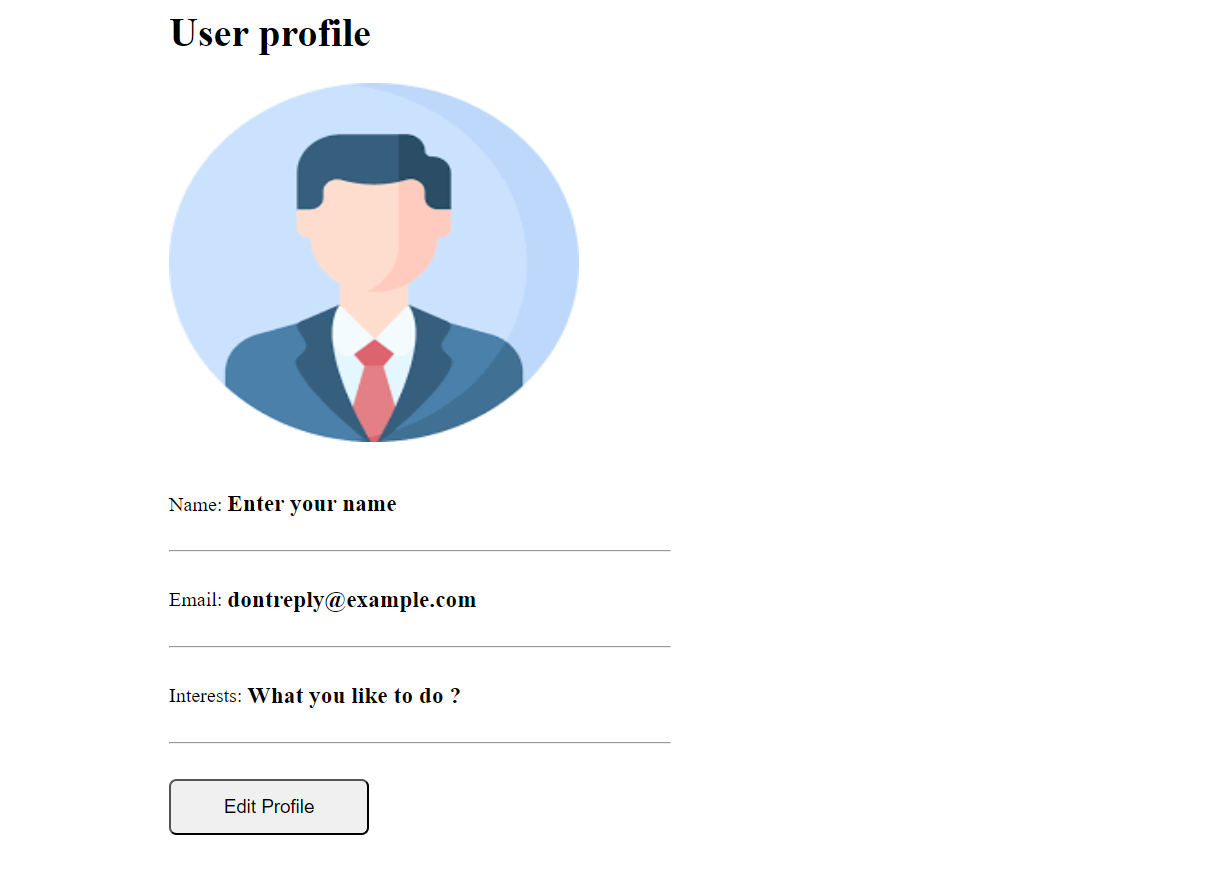 User profile
Name: Enter your name
Email: dontreply@example.com
Interests: What you like to do ?
Edit Profile